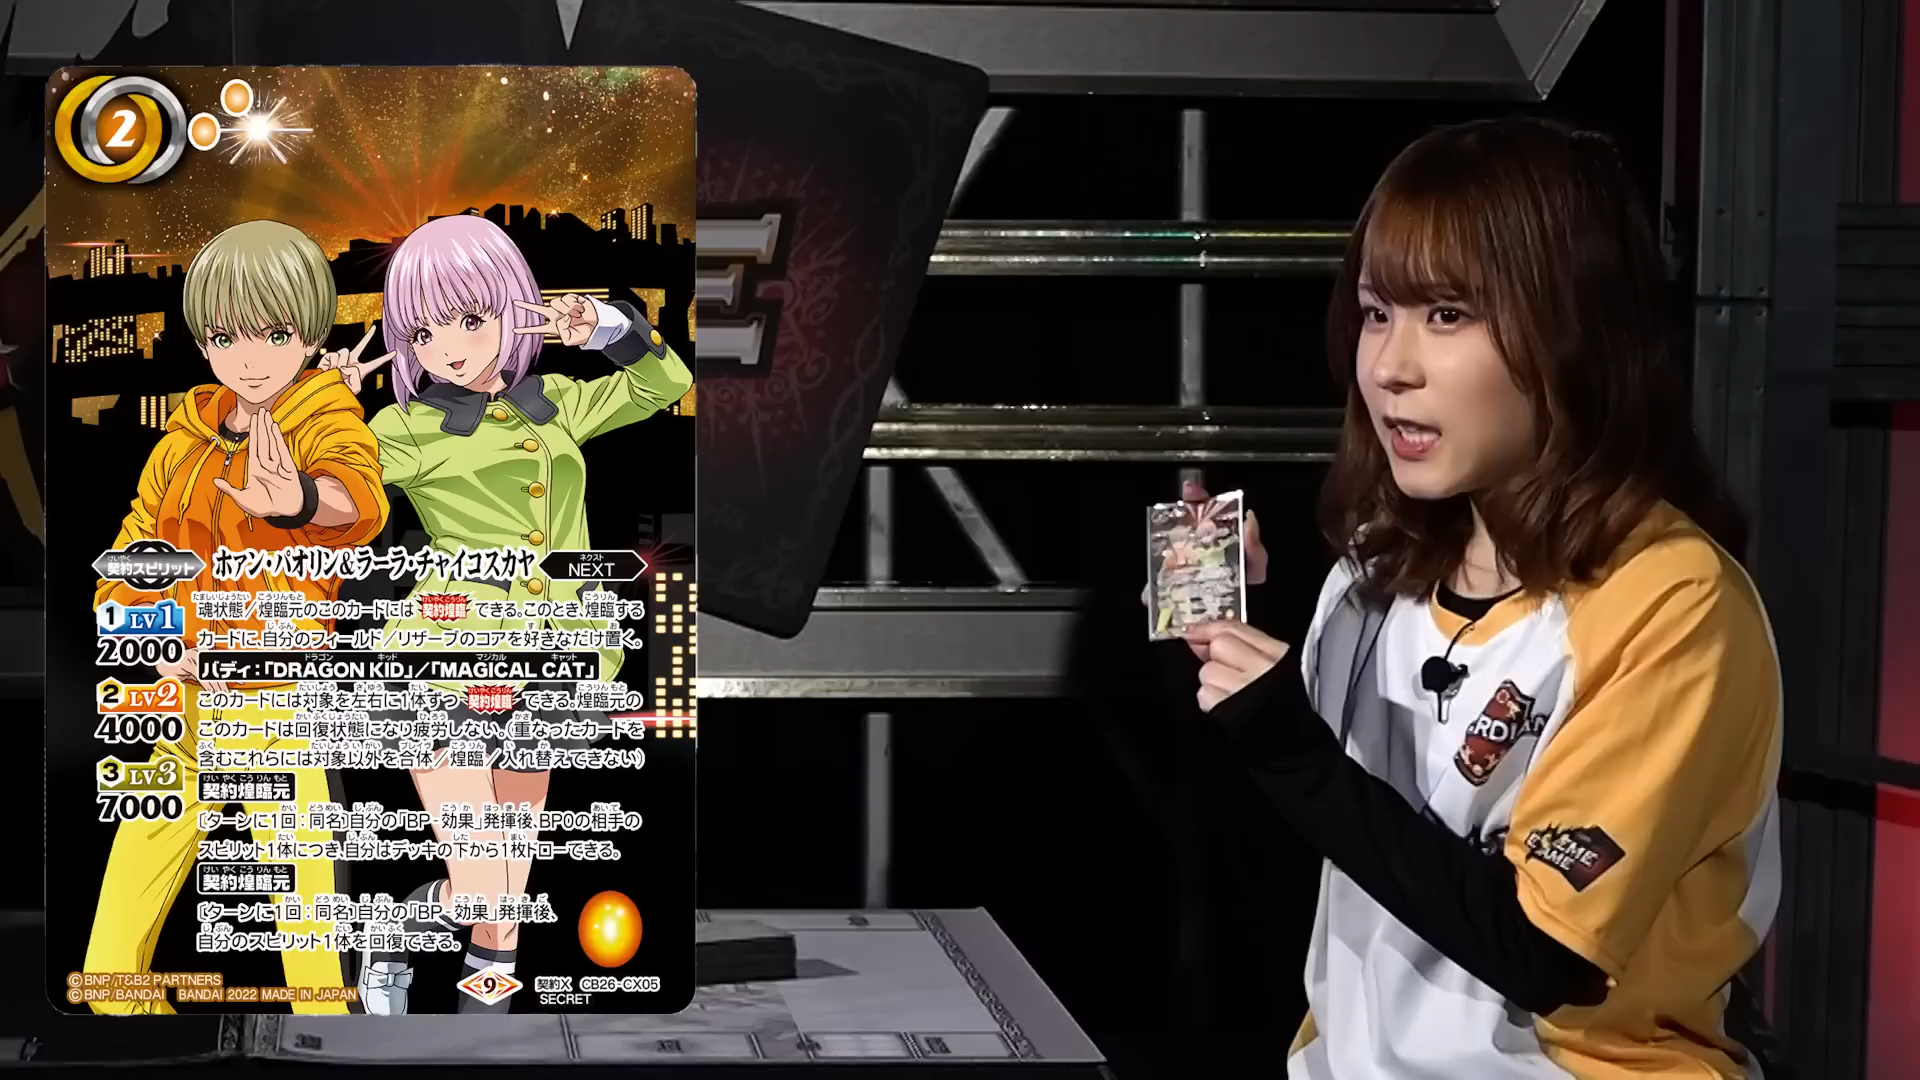 2
契約スピリット
ホァン・パオリン&ラーラ・チャイコスカヤ
ネクスト
NEXT
1 LV1
2000
2 LV2
4000
3 LV3
7000
魂状態/煌臨元のこのカードには契約煌臨できる。このとき、煌臨する
カードに、自分のフィールド/リザーブのコアを好きなだけ置く。
バディ:「DRAGON KID」/「MAGICAL CAT」
このカードには対象を左右に1体ずつ契約煌臨できる。煌臨元の
このカードは回復状態になり疲労しない。(重なったカードを
含むこれらには対象以外を合体/煌臨/入れ替えできない)
契約煌臨元
〔ターンに1回:同名〕自分の「BP-効果」発揮後、BP0の相手の
スピリット1体につき、自分はデッキの下から1枚ドローできる。
契約煌臨元
〔ターンに1回:同名〕自分の「BP-効果」発揮後、
自分のスピリット1体を回復できる。
©BNP/T&B2 PARTNERS
©BNP/BANDAI BANDAI 2022 MADE IN JAPAN
9
契約X CB26-CX05
SECRET